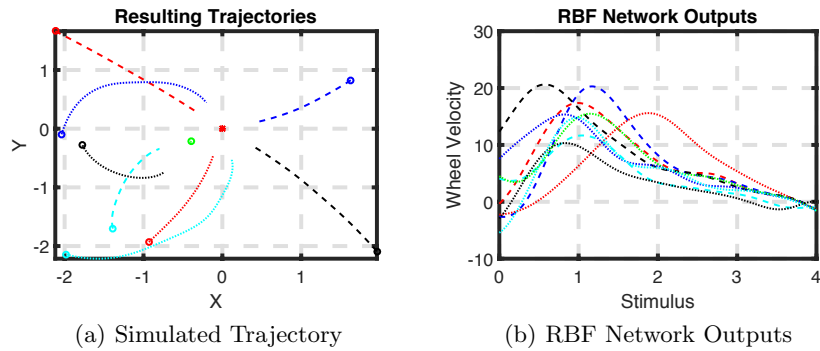 Resulting Trajectories
1
0
-1
-2
Y
-2
-1
0
1
X
(a) Simulated Trajectory
RBF Network Outputs
30
20
10
0
-10
Wheel Velocity
0
1
2
3
4
Stimulus
(b) RBF Network Outputs